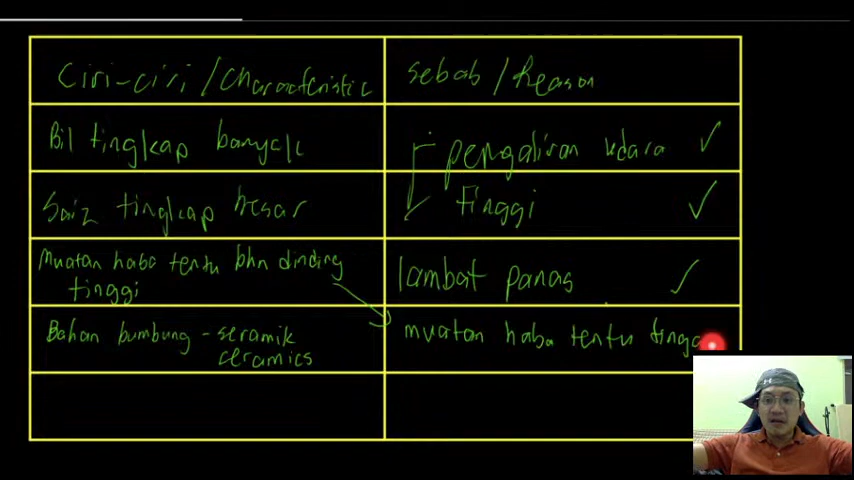 Ciri-ciri / Characteristic
sebab / Reason
Bil tingkap banyak
pengaliran udara ✓
Saiz tingkap besar
tinggi ✓
Muatan haba tentu bhn dinding
tinggi
lambat panas ✓
Bahan bumbung - seramik
ceramics
muatan haba tentu